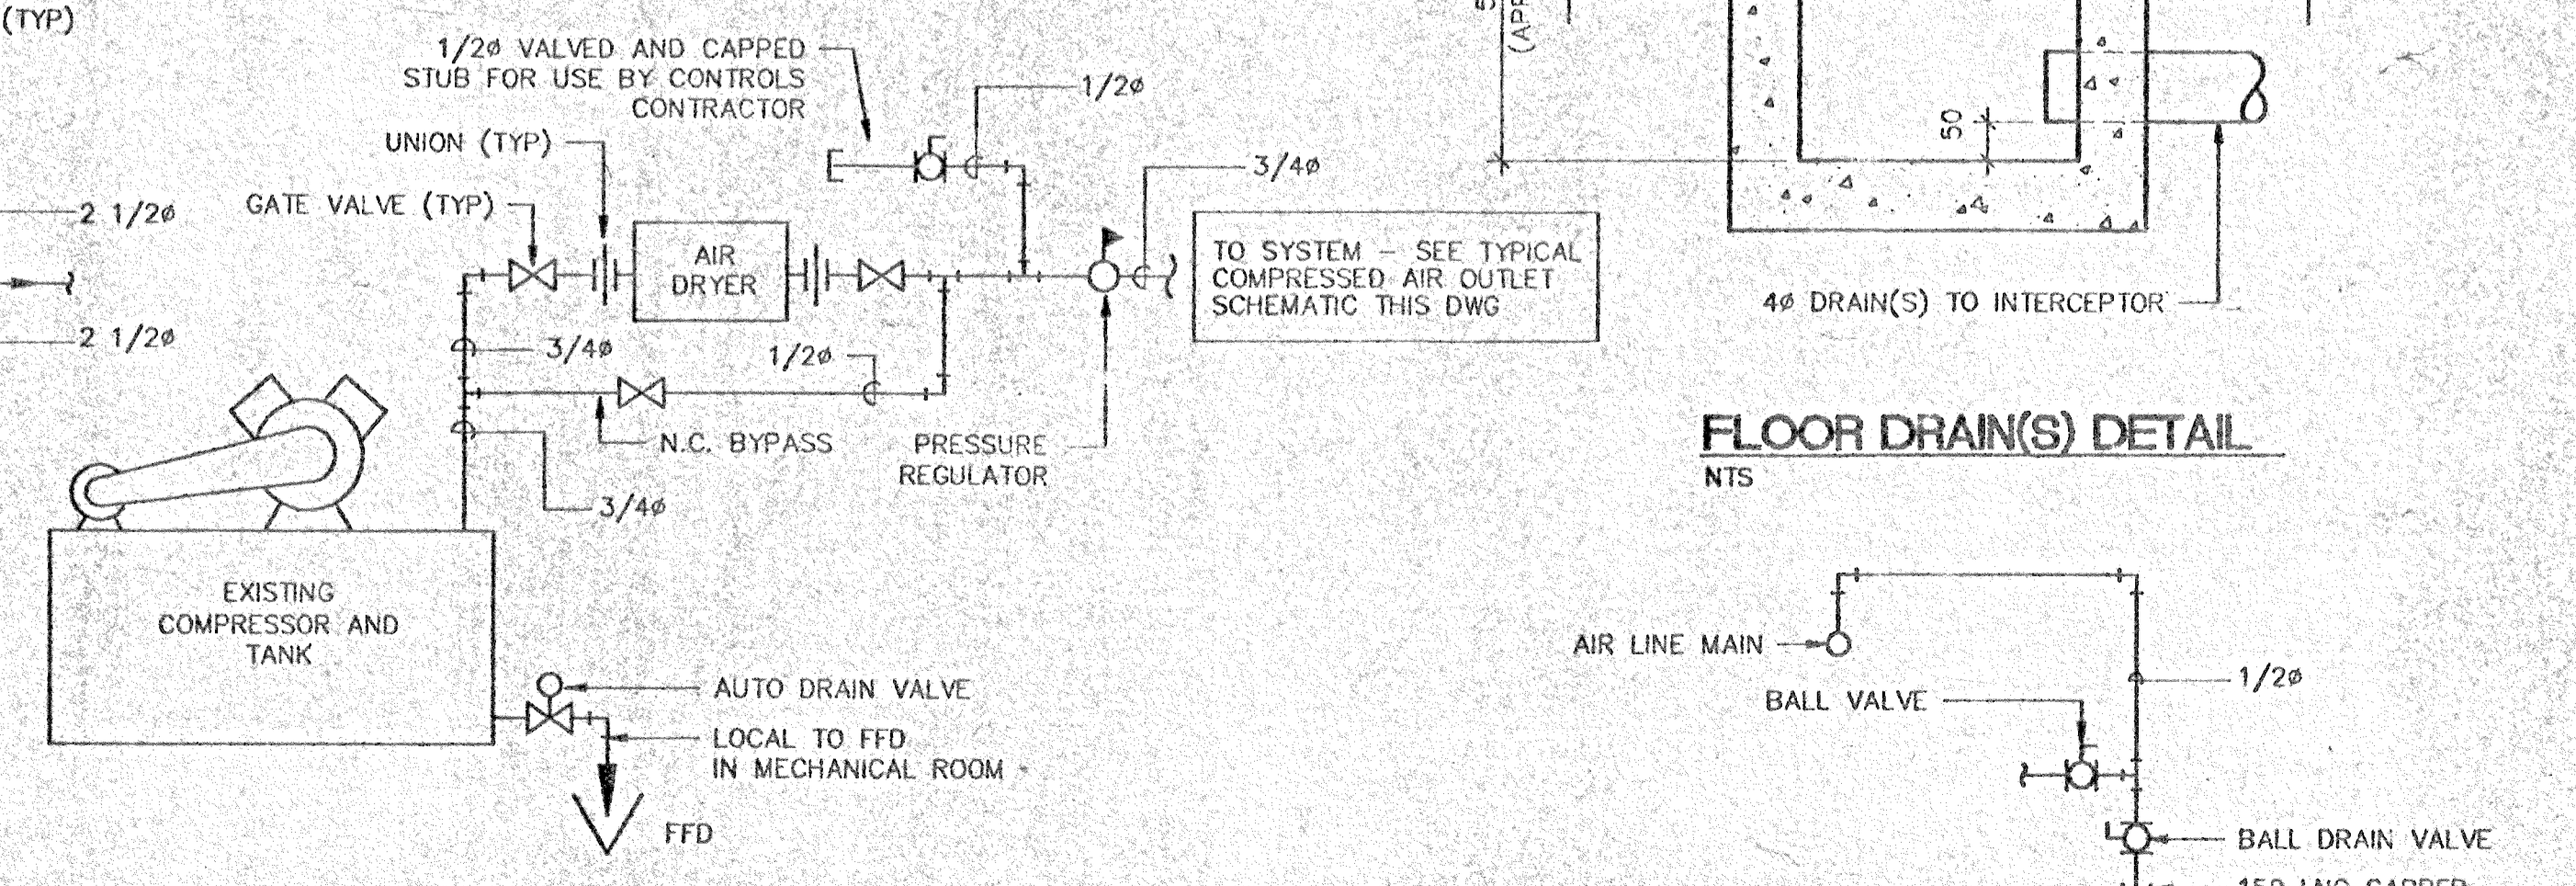 (TYP)
1/2ø VALVED AND CAPPED
STUB FOR USE BY CONTROLS
CONTRACTOR
1/2ø
UNION (TYP)
3/4ø
GATE VALVE (TYP)
2 1/2ø
AIR
DRYER
TO SYSTEM – SEE TYPICAL
COMPRESSED AIR OUTLET
SCHEMATIC THIS DWG
2 1/2ø
3/4ø
1/2ø
N.C. BYPASS
PRESSURE
REGULATOR
3/4ø
EXISTING
COMPRESSOR AND
TANK
AUTO DRAIN VALVE
LOCAL TO FFD
IN MECHANICAL ROOM
FFD
50
4ø DRAIN(S) TO INTERCEPTOR
FLOOR DRAIN(S) DETAIL
NTS
AIR LINE MAIN
1/2ø
BALL VALVE
BALL DRAIN VALVE